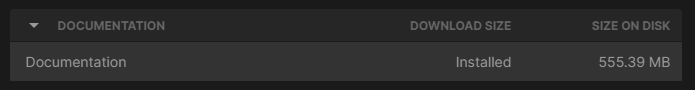 DOCUMENTATION DOWNLOAD SIZE SIZE ON DISK
Documentation Installed 555.39 MB